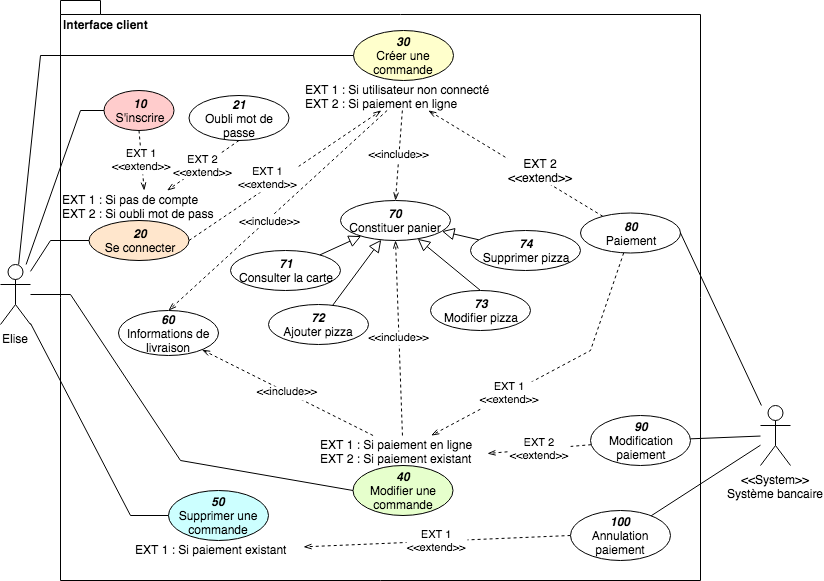 Interface client
30
Créer une
commande
EXT 1 : Si utilisateur non connecté
EXT 2 : Si paiement en ligne
10
S'inscrire
21
Oubli mot de
passe
EXT 1
<<extend>>
EXT 2
<<extend>>
EXT 1
<<extend>>
<<include>>
EXT 2
<<extend>>
EXT 1 : Si pas de compte
EXT 2 : Si oubli mot de pass
20
Se connecter
<<include>>
70
Constituer panier
80
Paiement
74
Supprimer pizza
71
Consulter la carte
73
Modifier pizza
72
Ajouter pizza
60
Informations de
livraison
Elise
<<include>>
<<include>>
EXT 1
<<extend>>
EXT 1 : Si paiement en ligne
EXT 2 : Si paiement existant
EXT 2
<<extend>>
90
Modification
paiement
40
Modifier une
commande
<<System>>
Système bancaire
50
Supprimer une
commande
EXT 1 : Si paiement existant
EXT 1
<<extend>>
100
Annulation
paiement